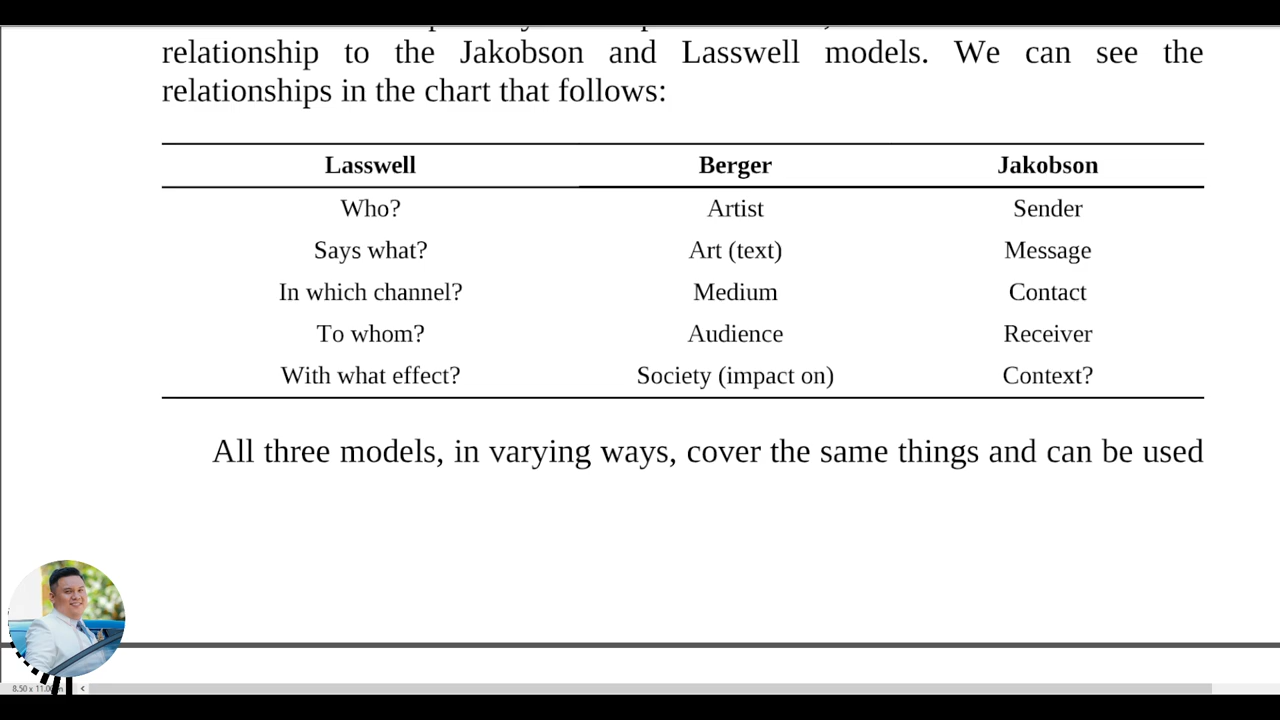 relationship to the Jakobson and Lasswell models. We can see the
relationships in the chart that follows:
Lasswell Berger Jakobson
Who? Artist Sender
Says what? Art (text) Message
In which channel? Medium Contact
To whom? Audience Receiver
With what effect? Society (impact on) Context?
All three models, in varying ways, cover the same things and can be used
8.50 x 11.0